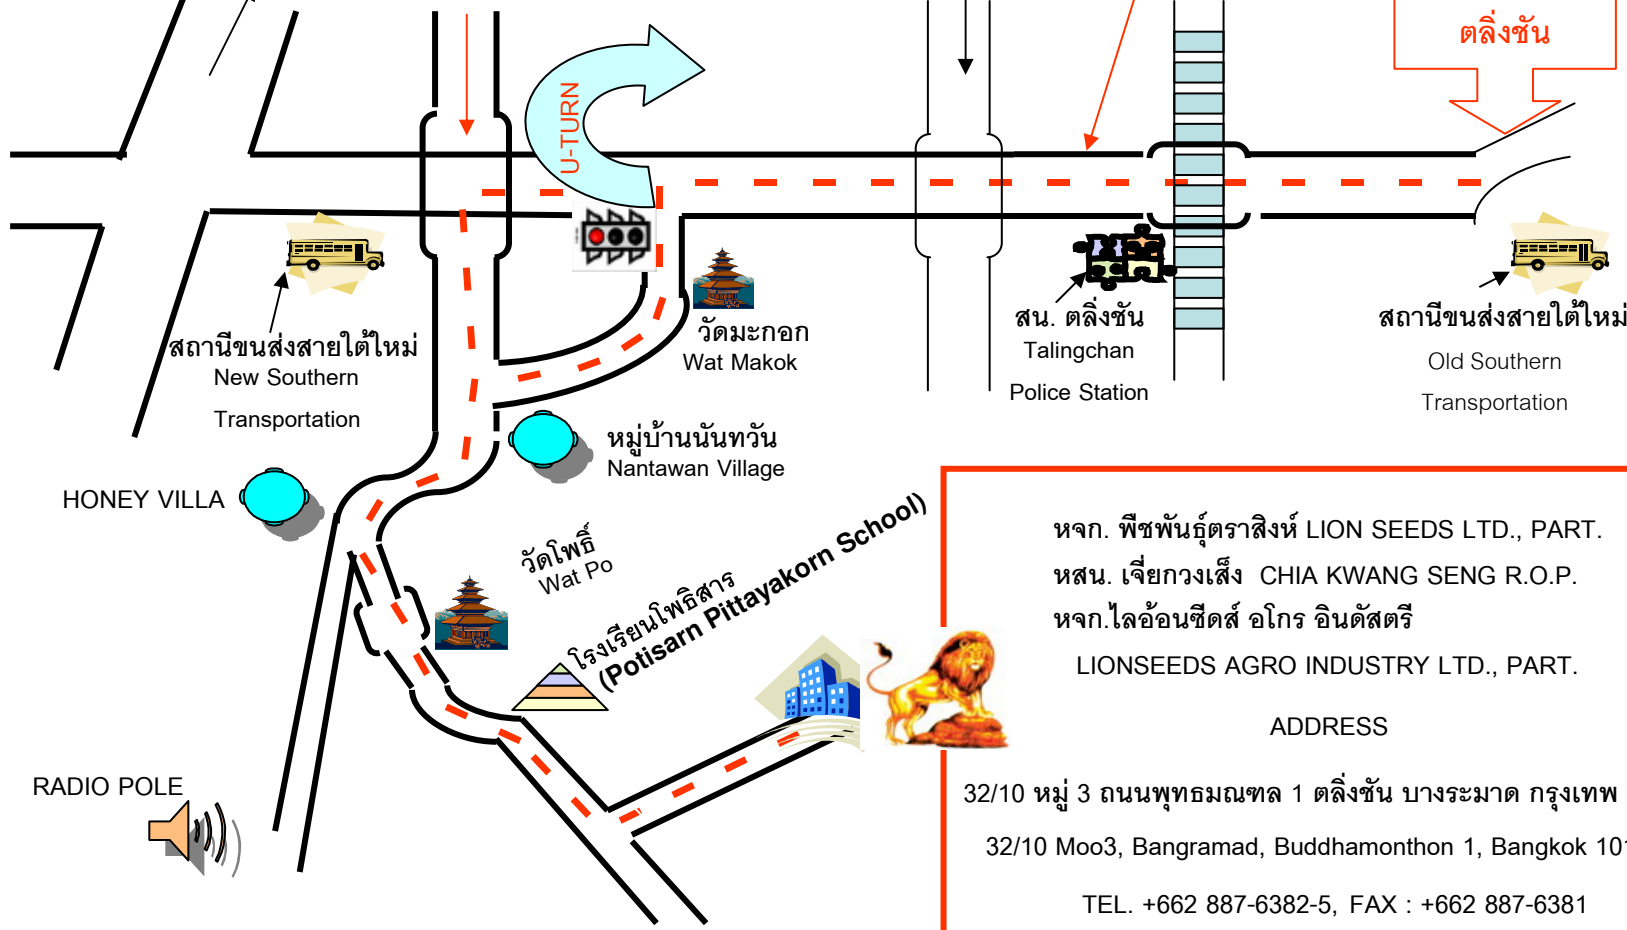 ตลิ่งชัน
U-TURN
สถานีขนส่งสายใต้ใหม่
New Southern
Transportation
วัดมะกอก
Wat Makok
สน. ตลิ่งชัน
Talingchan
Police Station
สถานีขนส่งสายใต้ใหม่
Old Southern
Transportation
หมู่บ้านนันทวัน
Nantawan Village
HONEY VILLA
วัดโพธิ์
Wat Po
โรงเรียนโพธิสาร
(Potisarn Pittayakorn School)
RADIO POLE
หจก. พืชพันธุ์ตราสิงห์ LION SEEDS LTD., PART.
หสน. เจี่ยกวงเส็ง CHIA KWANG SENG R.O.P.
หจก.ไลอ้อนซีดส์ อโกร อินดัสตรี
LIONSEEDS AGRO INDUSTRY LTD., PART.
ADDRESS
32/10 หมู่ 3 ถนนพุทธมณฑล 1 ตลิ่งชัน บางระมาด กรุงเทพ
32/10 Moo3, Bangramad, Buddhamonthon 1, Bangkok
TEL. +662 887-6382-5, FAX : +662 887-6381